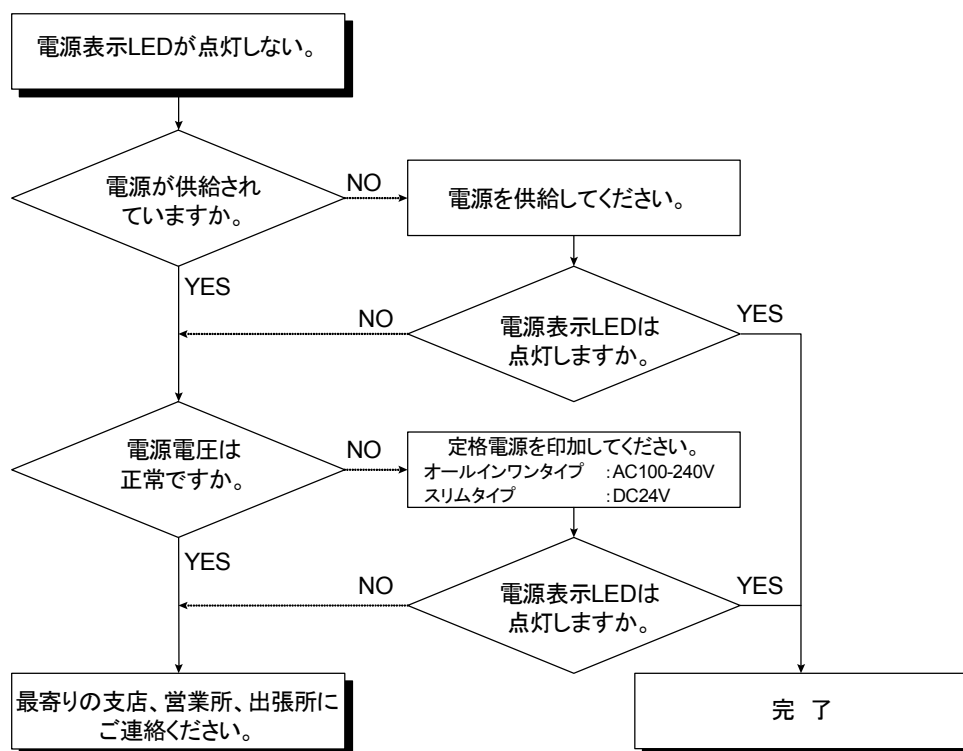 電源表示LEDが点灯しない。
電源が供給され
ていますか。
NO
電源を供給してください。
YES
NO
電源表示LEDは
点灯しますか。
YES
電源電圧は
正常ですか。
NO
定格電源を印加してください。
オールインワンタイプ :AC100-240V
スリムタイプ :DC24V
YES
NO
電源表示LEDは
点灯しますか。
YES
最寄りの支店、営業所、出張所に
ご連絡ください。
完 了